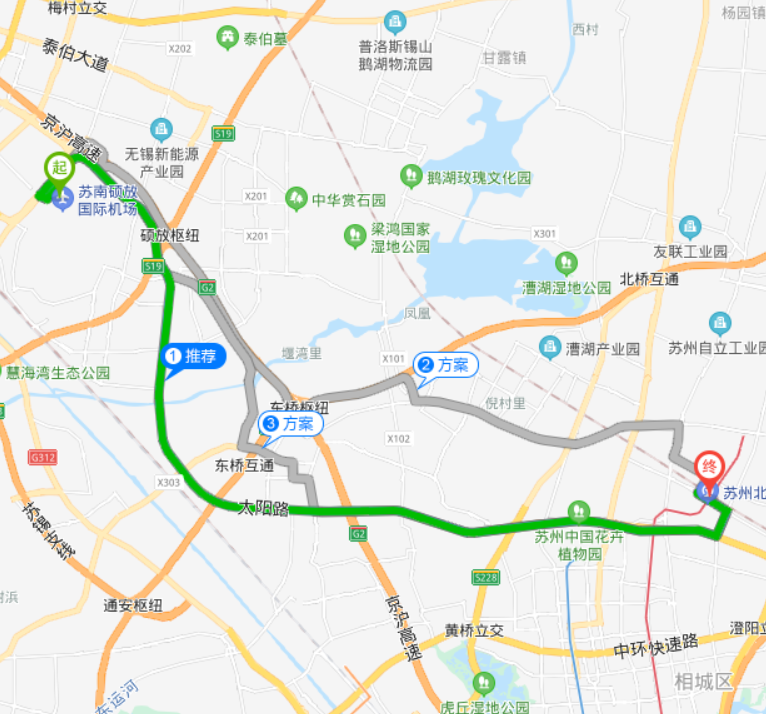 梅村立交
杨园镇
泰伯大道
X202
泰伯墓
普洛斯锡山
鹅湖物流园
甘露镇
西村
京沪高速
无锡新能源
产业园
S19
起
苏南硕放
国际机场
X201
中华赏石园
鹅湖玫瑰文化园
硕放枢纽
X201
梁鸿国家
湿地公园
X301
友联工业园
S19
G2
漕湖湿地公园
北桥互通
凤凰
1 推荐
堰湾里
X101
2 方案
漕湖产业园
苏州自立工业园
慧海湾生态公园
东桥枢纽
倪村里
3 方案
X102
G312
东桥互通
终
X303
苏州北
太阳路
苏锡支线
G2
苏州中国花卉
植物园
S228
通安枢纽
京沪高速
黄桥立交
中环快速路
澄阳立
相城区
大运河
虎丘湿地公园